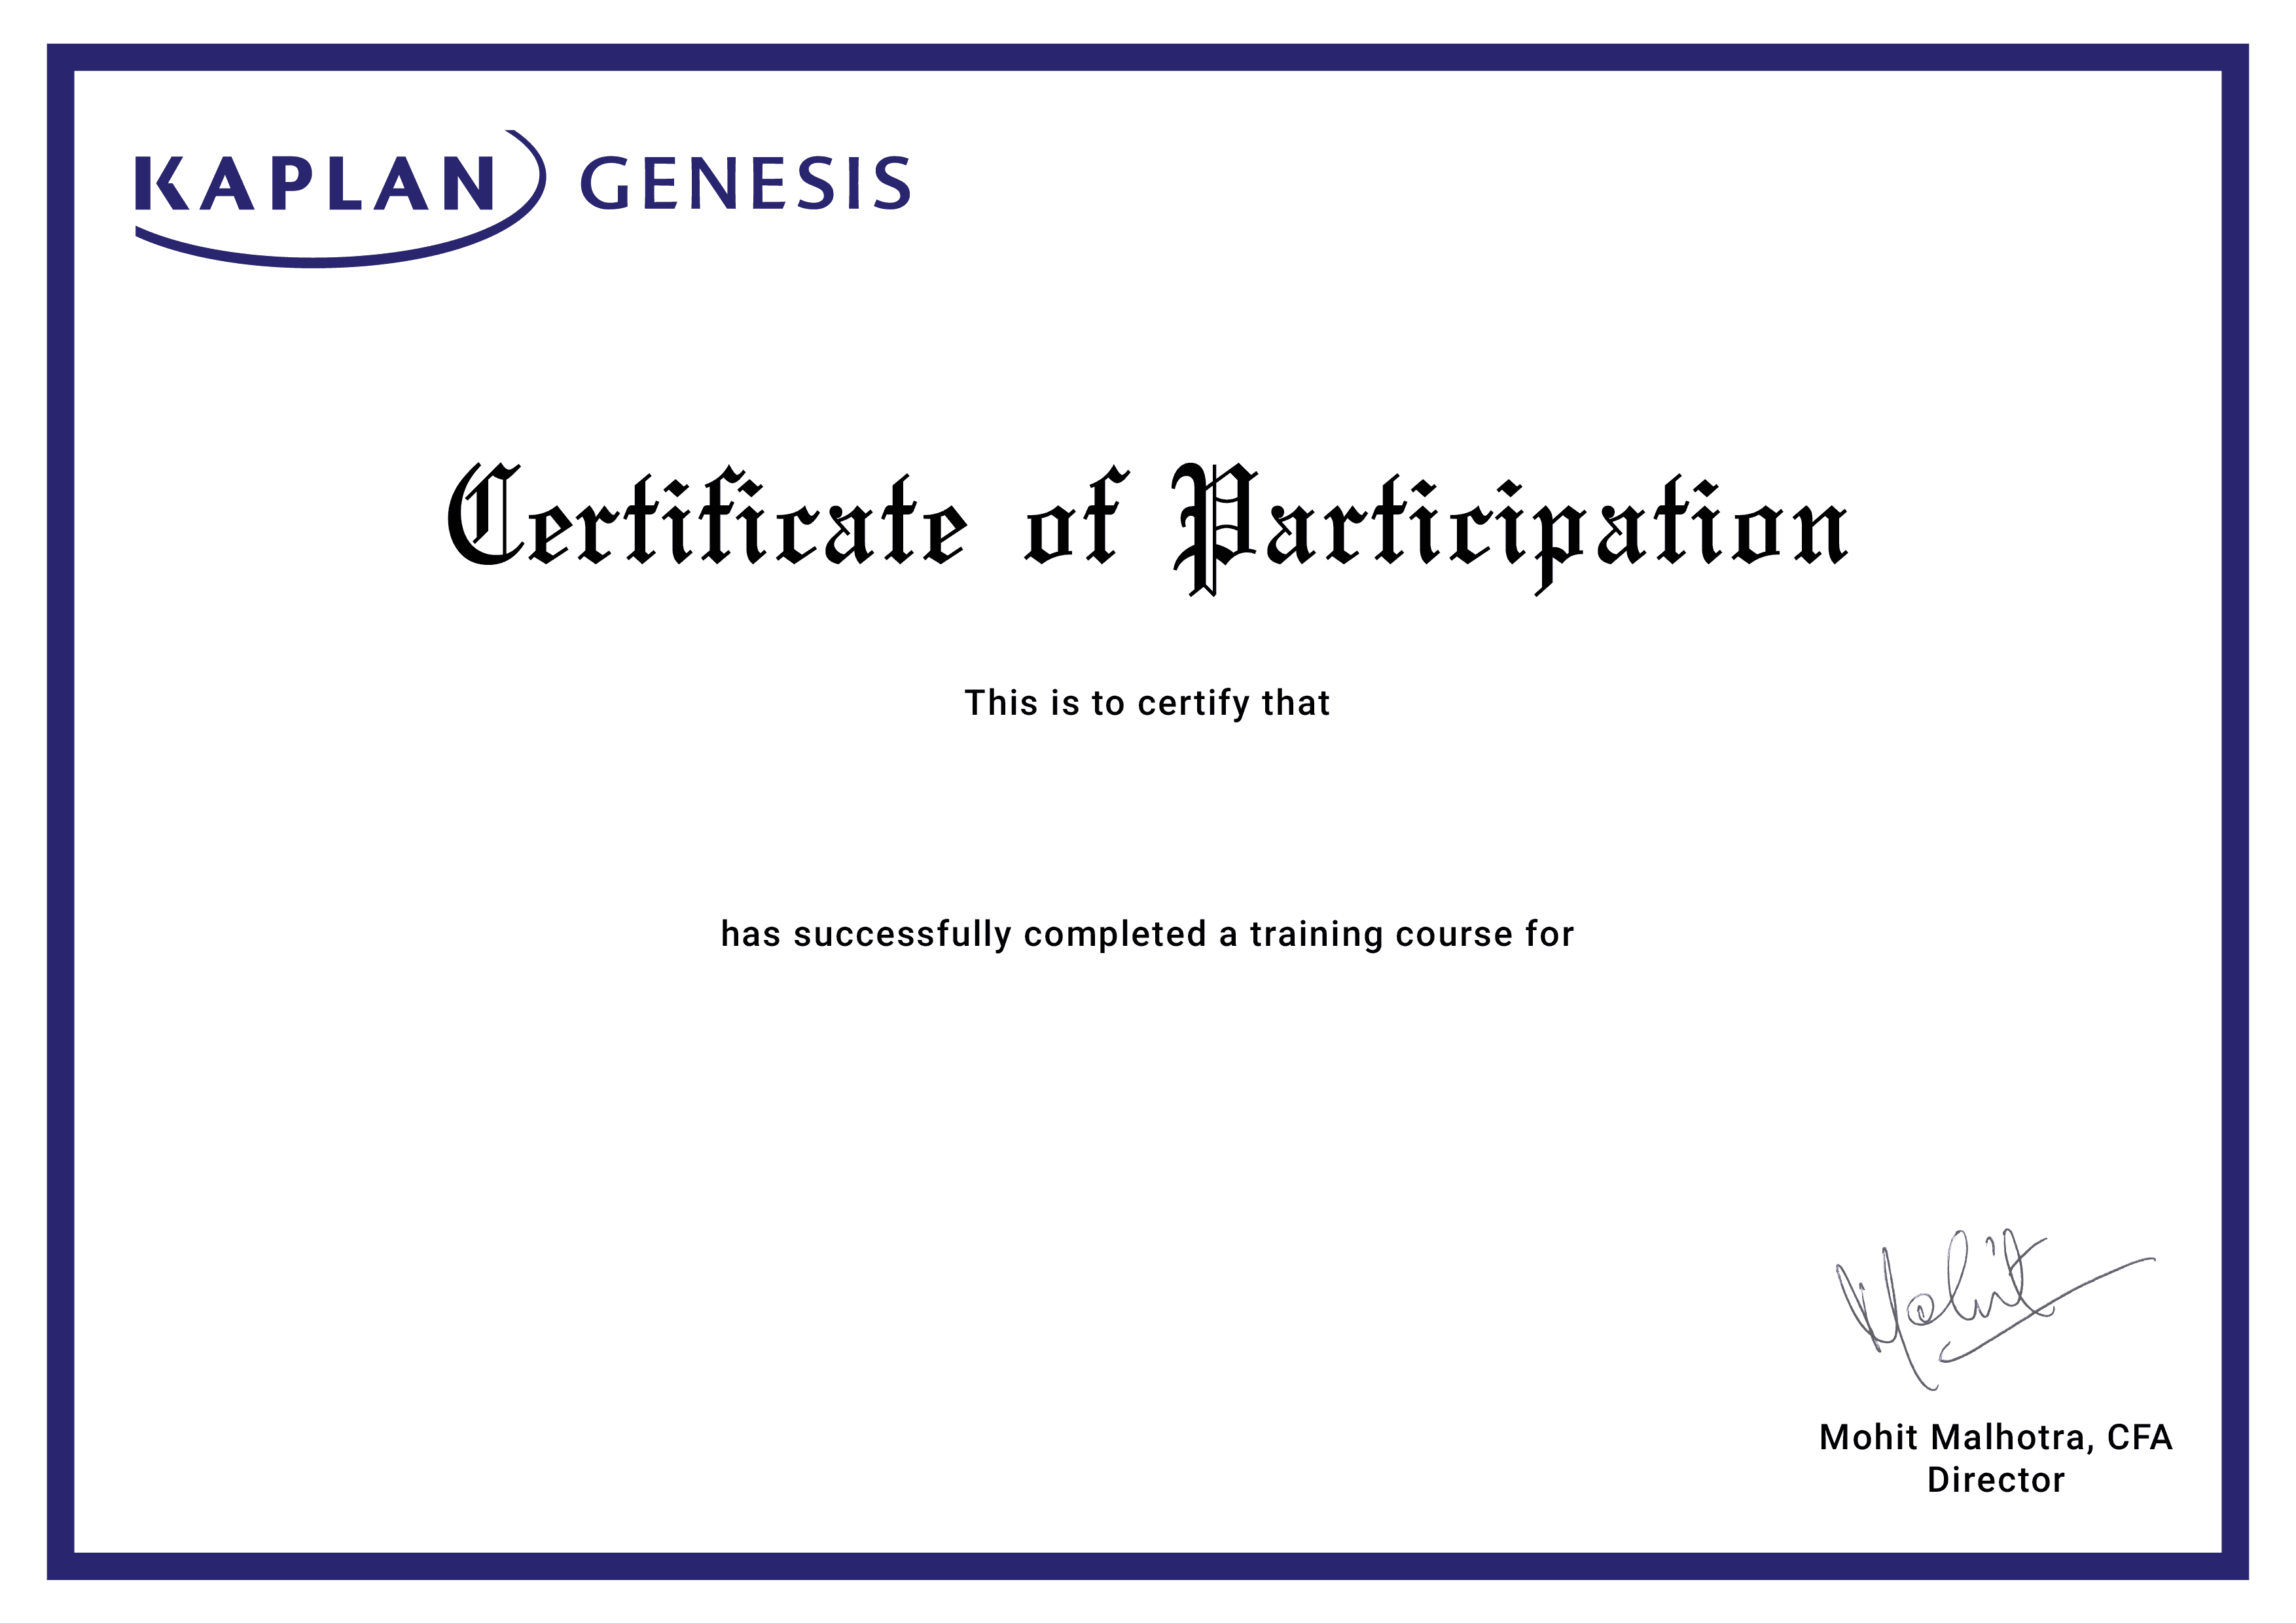 KAPLAN GENESIS
Certificate of Participation
This is to certify that
has successfully completed a training course for
Mohit
Mohit Malhotra, CFA
Director